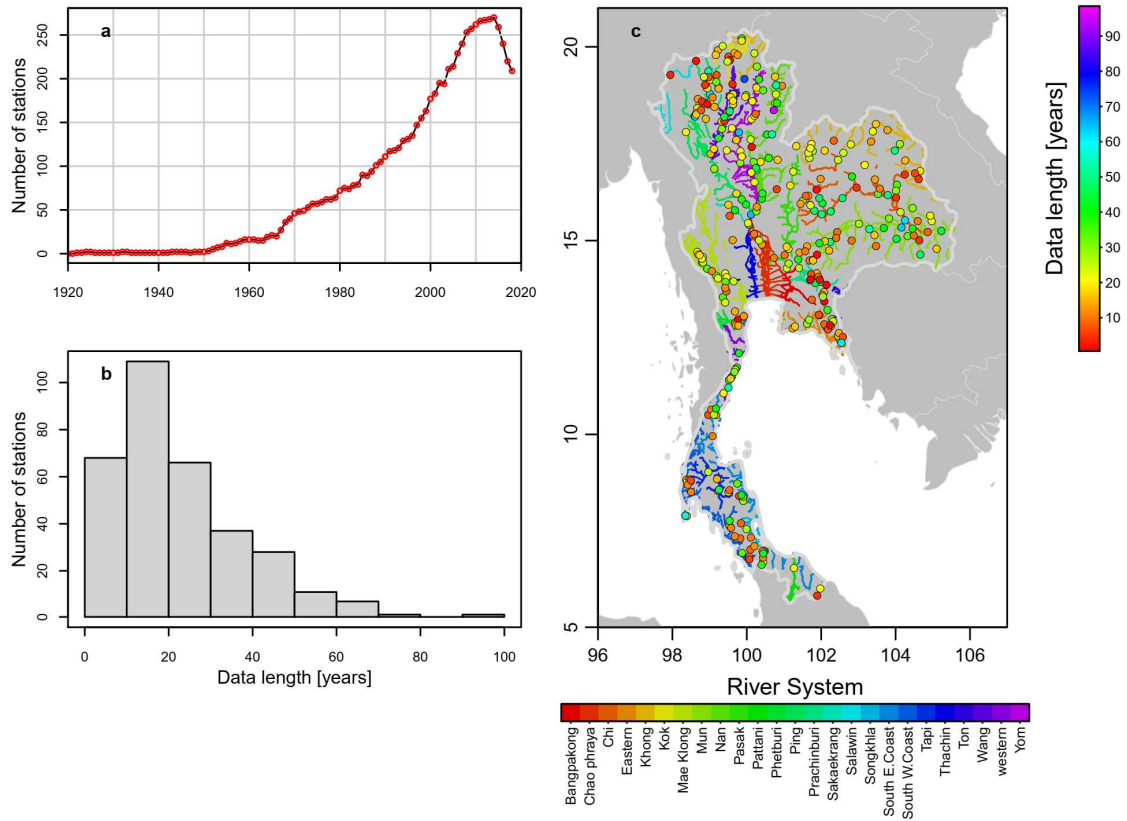 a
Number of stations
250
200
150
100
50
0
1920
1940
1960
1980
2000
2020
b
Number of stations
100
80
60
40
20
0
0
20
40
60
80
100
Data length [years]
c
20
15
10
5
96
98
100
102
104
106
Data length [years]
90
80
70
60
50
40
30
20
10
River System
Bangpakong
Chao phraya
Chi
Eastern
Khong
Kok
Mae Klong
Mun
Nan
Pasak
Pattani
Phetburi
Ping
Prachinburi
Sakaekrang
Salawin
Songkhla
South E.Coast
South W.Coast
Tapi
Thachin
Ton
Wang
western
Yom